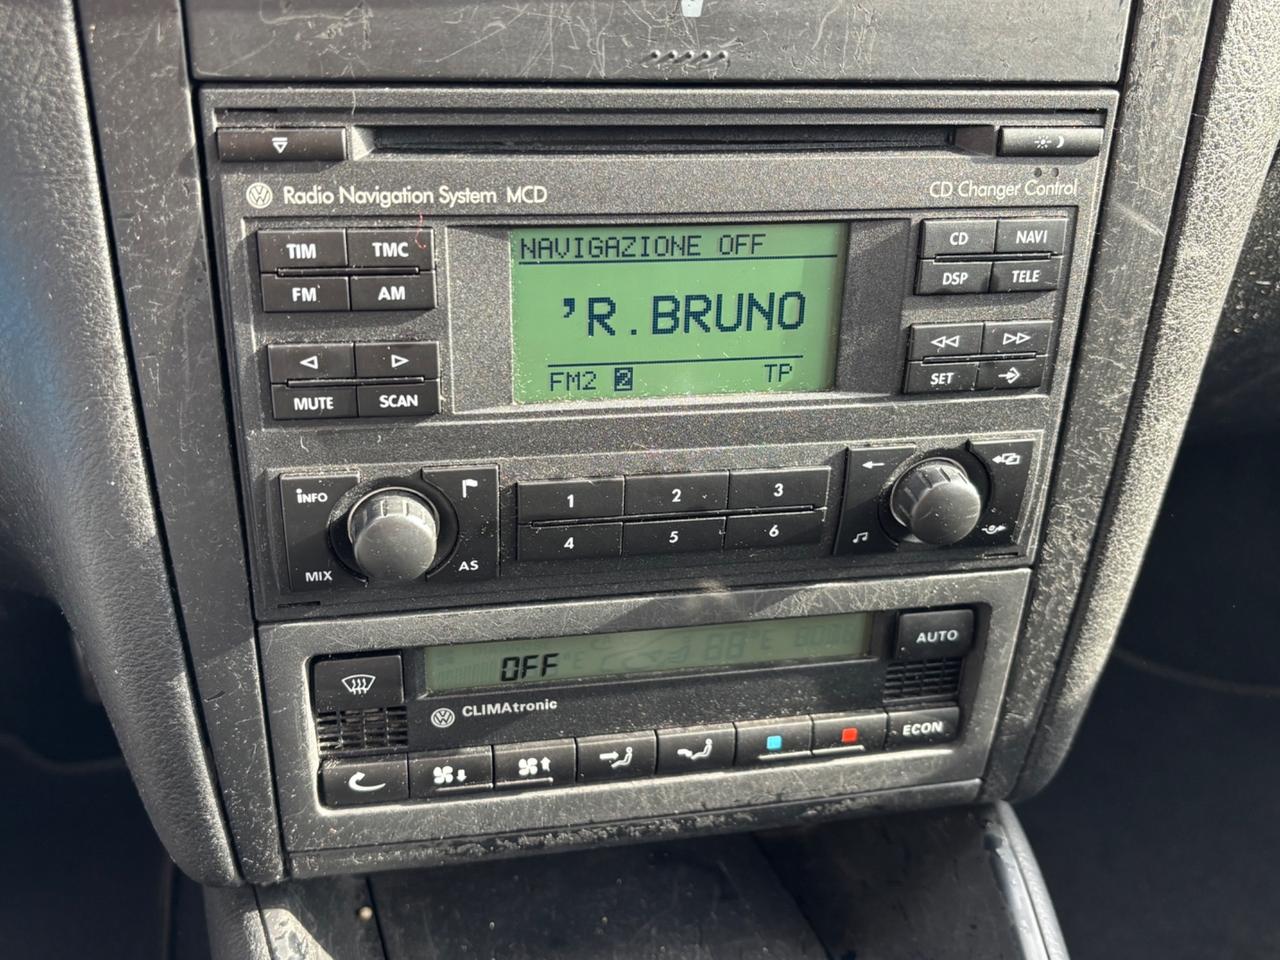 Radio Navigation System MCD
CD Changer Control
TIM TMC
FM AM
MUTE SCAN
NAVIGAZIONE OFF
’R.BRUNO
FM2 2 TP
CD NAVI
DSP TELE
SET
INFO
MIX AS
1 2 3
4 5 6
OFF
AUTO
CLIMAtronic
ECON